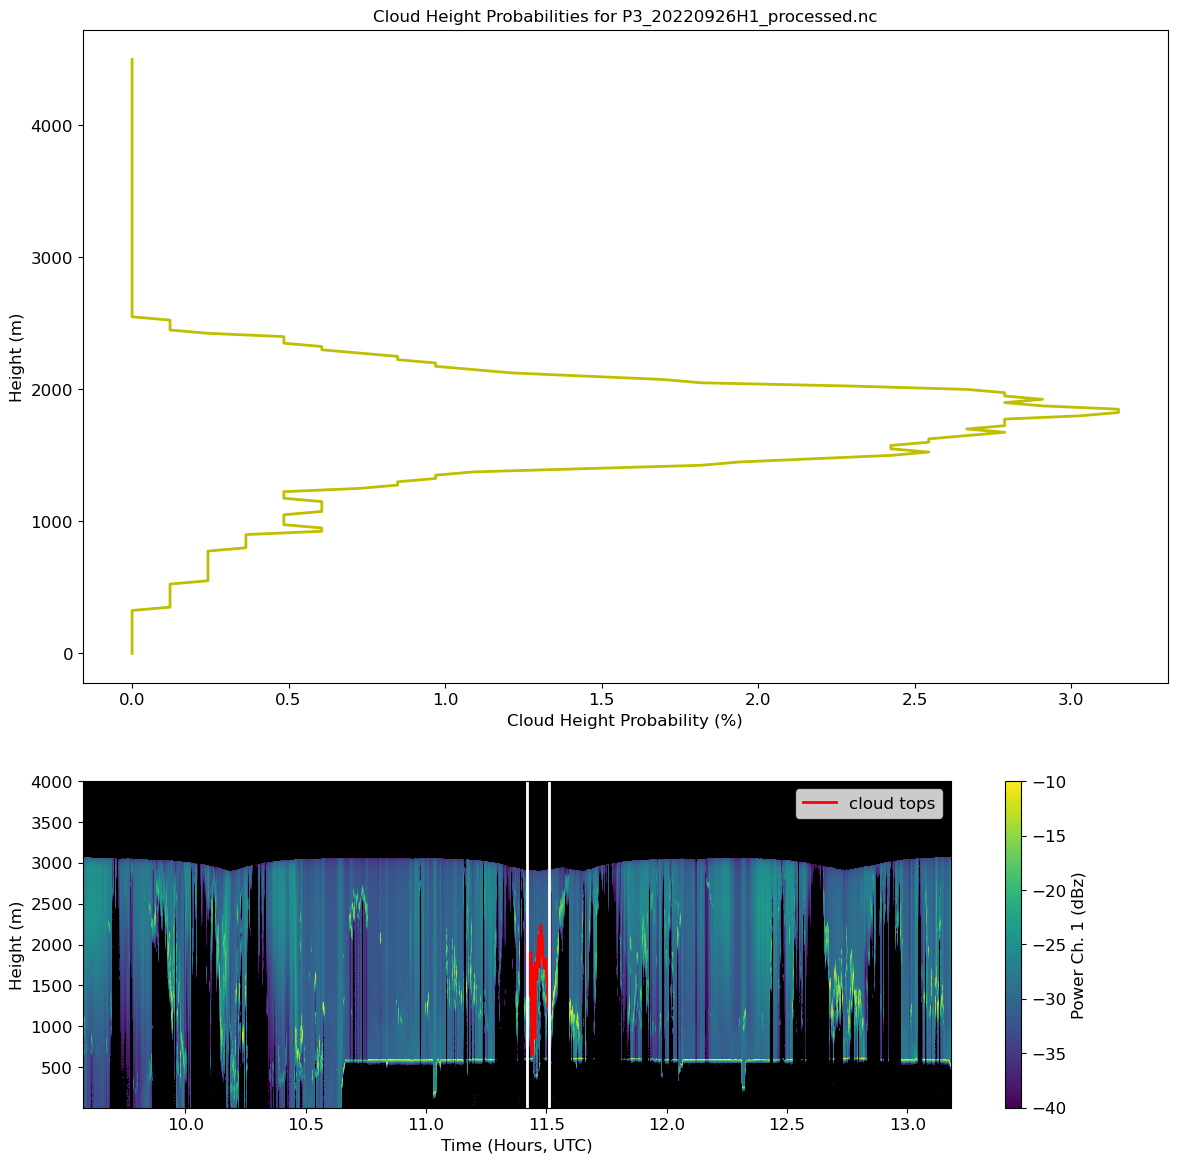 Cloud Height Probabilities for P3_20220926H1_processed.nc
4000
3000
2000
1000
0
Height (m)
0.0 0.5 1.0 1.5 2.0 2.5 3.0
Cloud Height Probability (%)
4000
3500
3000
2500
2000
1500
1000
500
Height (m)
cloud tops
10.0 10.5 11.0 11.5 12.0 12.5 13.0
Time (Hours, UTC)
−10
−15
−20
−25
−30
−35
−40
Power Ch. 1 (dBz)